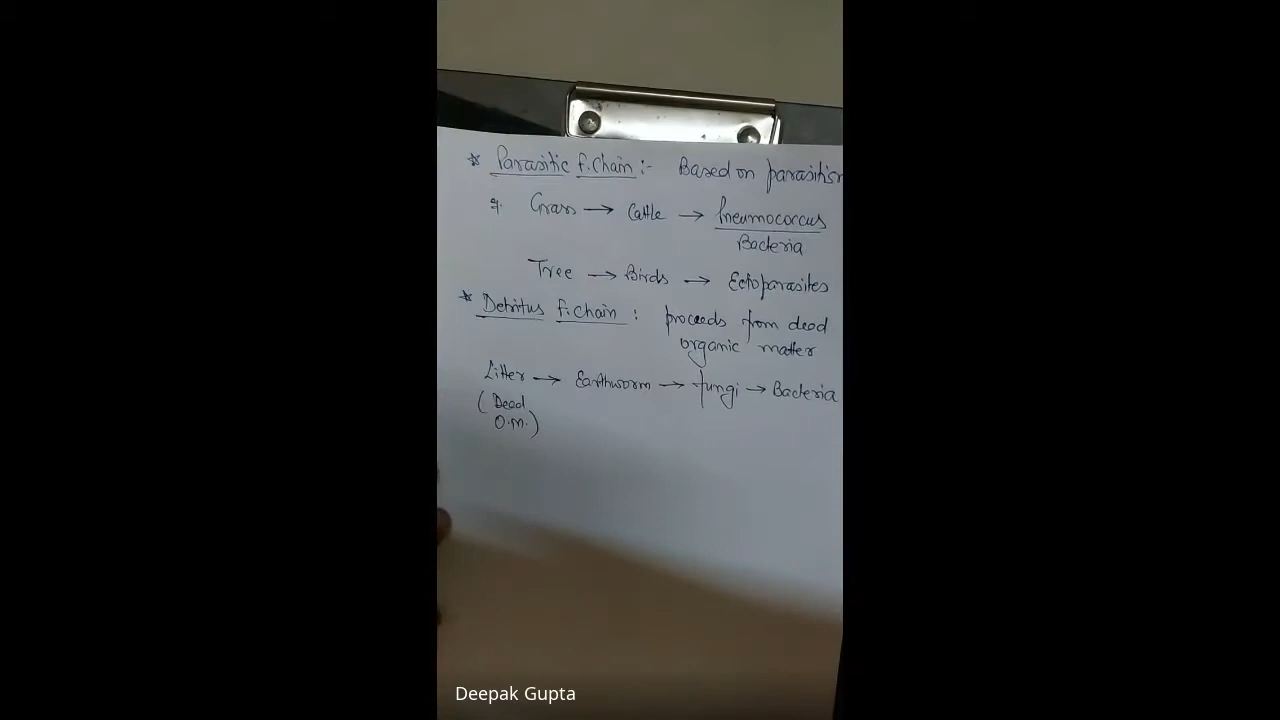 * Parasitic f. Chain :- Based on parasitism
eg. Grass → Cattle → Pneumococcus
Bacteria
Tree → Birds → Ectoparasites
* Detritus f. Chain : proceeds from dead
organic matter
Litter → Earthworm → fungi → Bacteria
( Dead
O.M. )
Deepak Gupta